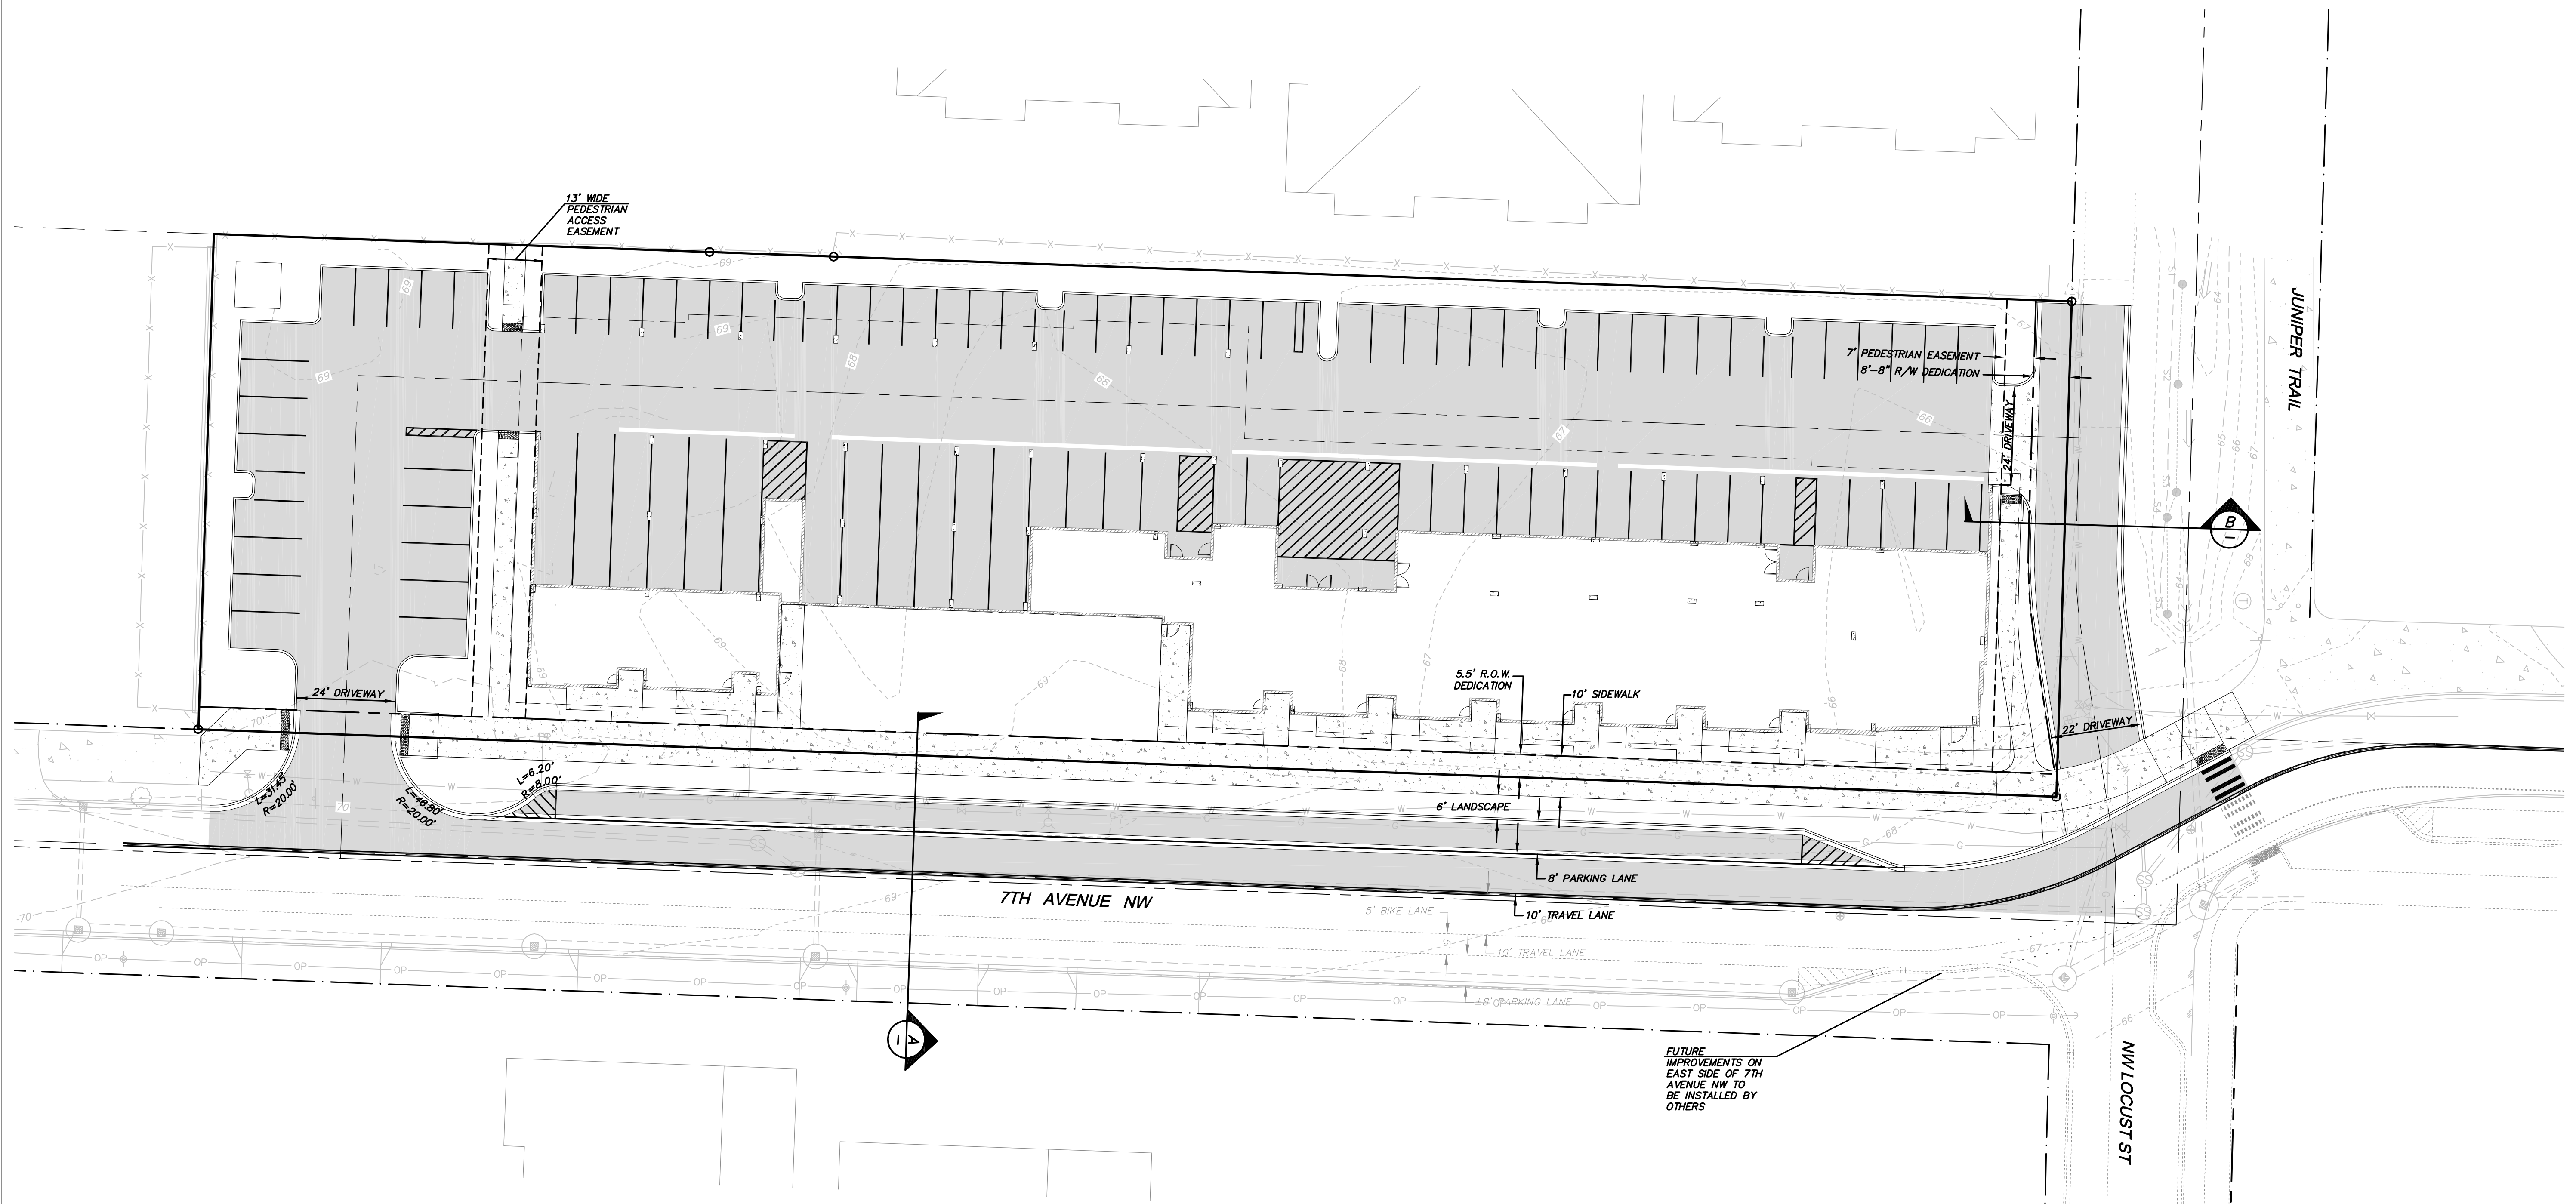 13' WIDE
PEDESTRIAN
ACCESS
EASEMENT
JUNIPER TRAIL
7' PEDESTRIAN EASEMENT
8'-8" R/W DEDICATION
24' DRIVEWAY
B
24' DRIVEWAY
5.5' R.O.W.
DEDICATION
10' SIDEWALK
22' DRIVEWAY
L=31.45'
R=20.00'
L=46.80'
R=20.00'
L=6.20'
R=8.00'
6' LANDSCAPE
8' PARKING LANE
10' TRAVEL LANE
7TH AVENUE NW
5' BIKE LANE
10' TRAVEL LANE
±8' PARKING LANE
A
FUTURE
IMPROVEMENTS ON
EAST SIDE OF 7TH
AVENUE NW TO
BE INSTALLED BY
OTHERS
NW LOCUST ST